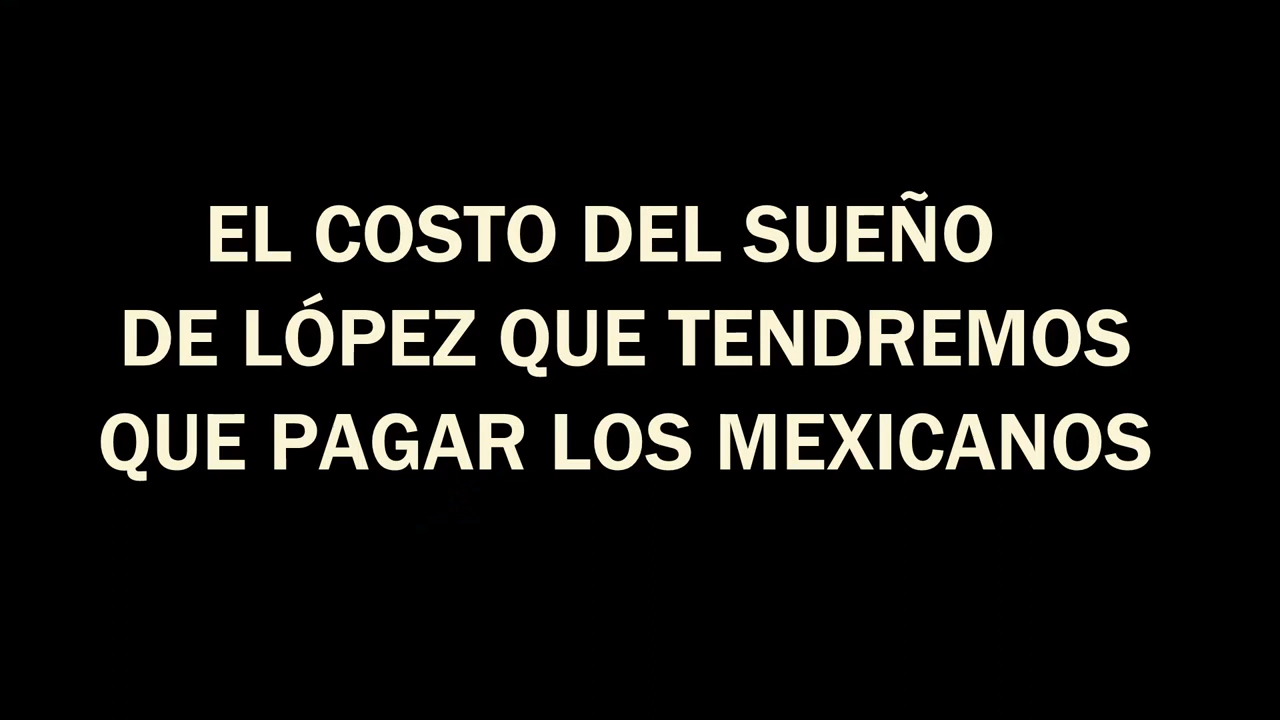 EL COSTO DEL SUEÑO
DE LÓPEZ QUE TENDREMOS
QUE PAGAR LOS MEXICANOS